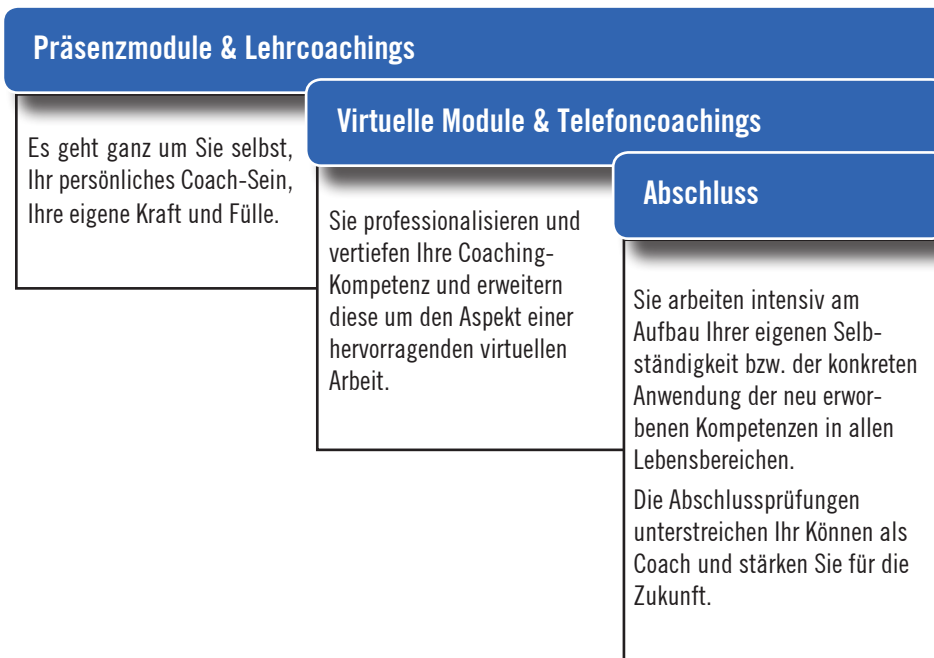 Präsenzmodule & Lehrcoachings
Es geht ganz um Sie selbst,
Ihr persönliches Coach-Sein,
Ihre eigene Kraft und Fülle.
Virtuelle Module & Telefoncoachings
Sie professionalisieren und
vertiefen Ihre Coaching-
Kompetenz und erweitern
diese um den Aspekt einer
hervorragenden virtuellen
Arbeit.
Abschluss
Sie arbeiten intensiv am
Aufbau Ihrer eigenen Selb-
ständigkeit bzw. der konkreten
Anwendung der neu erwor-
benen Kompetenzen in allen
Lebensbereichen.
Die Abschlussprüfungen
unterstreichen Ihr Können als
Coach und stärken Sie für die
Zukunft.